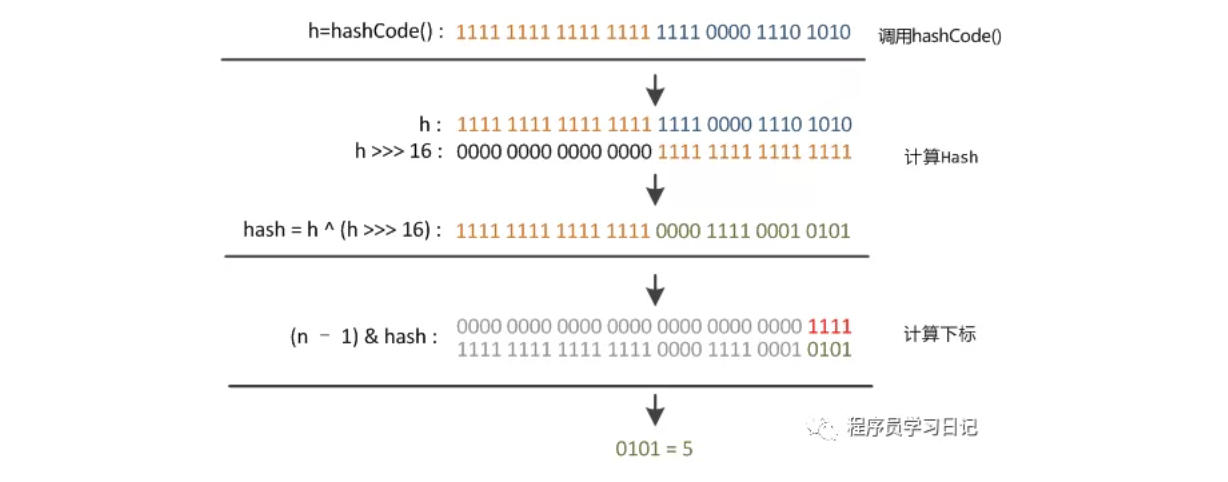 h=hashCode() : 1111 1111 1111 1111 1111 0000 1110 1010 调用hashCode()
h : 1111 1111 1111 1111 1111 0000 1110 1010
h >>> 16 : 0000 0000 0000 0000 1111 1111 1111 1111
计算Hash
hash = h ^ (h >>> 16) : 1111 1111 1111 1111 0000 1111 0001 0101
0000 0000 0000 0000 0000 0000 0000 1111
(n － 1) & hash : 计算下标
1111 1111 1111 1111 0000 1111 0001 0101
程序员学习日记
0101 = 5